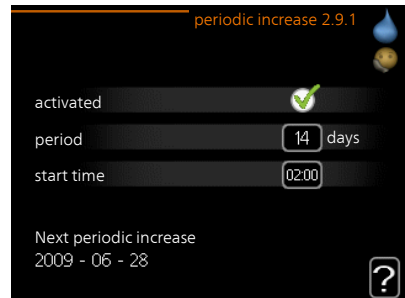 periodic increase 2.9.1
activated
period 14 days
start time 02:00
Next periodic increase
2009 - 06 - 28
?